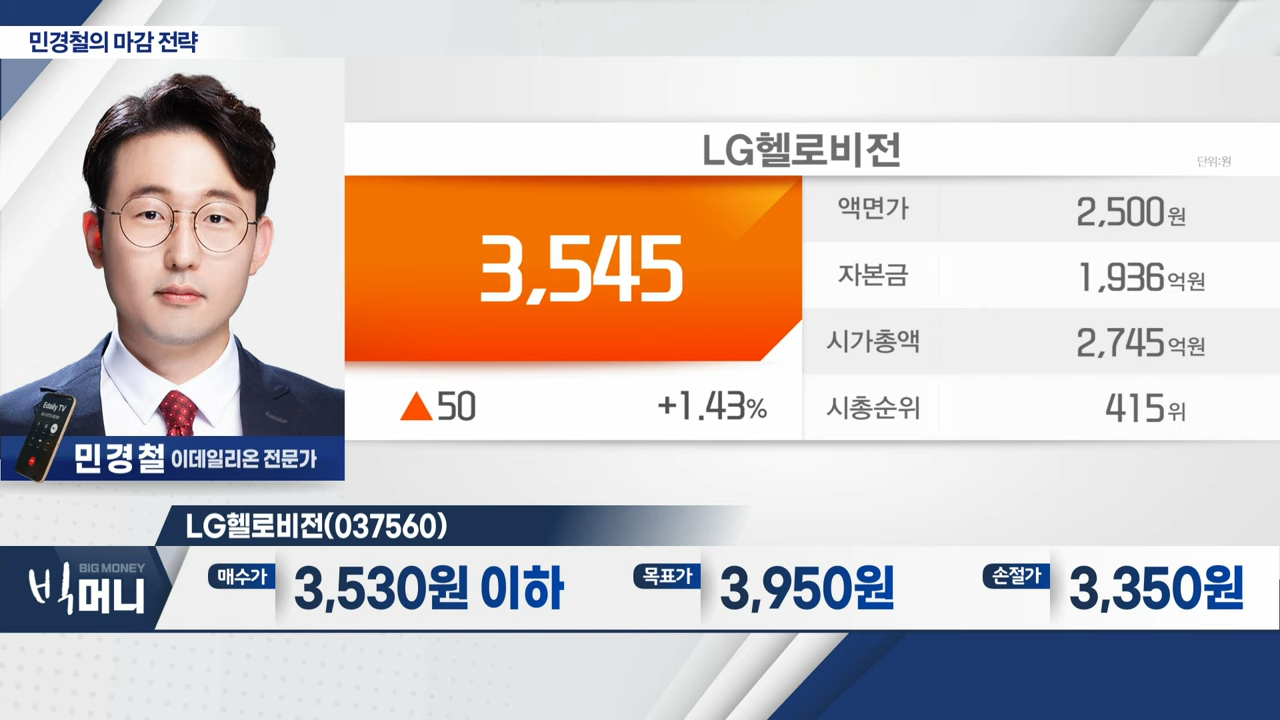 민경철의 마감 전략
LG헬로비전
단위:원
3,545
▲50 +1.43%
액면가 2,500원
자본금 1,936억원
시가총액 2,745억원
시총순위 415위
Edaily TV
민경철 이데일리온 전문가
LG헬로비전(037560)
BIG MONEY
빅머니
매수가 3,530원 이하
목표가 3,950원
손절가 3,350원